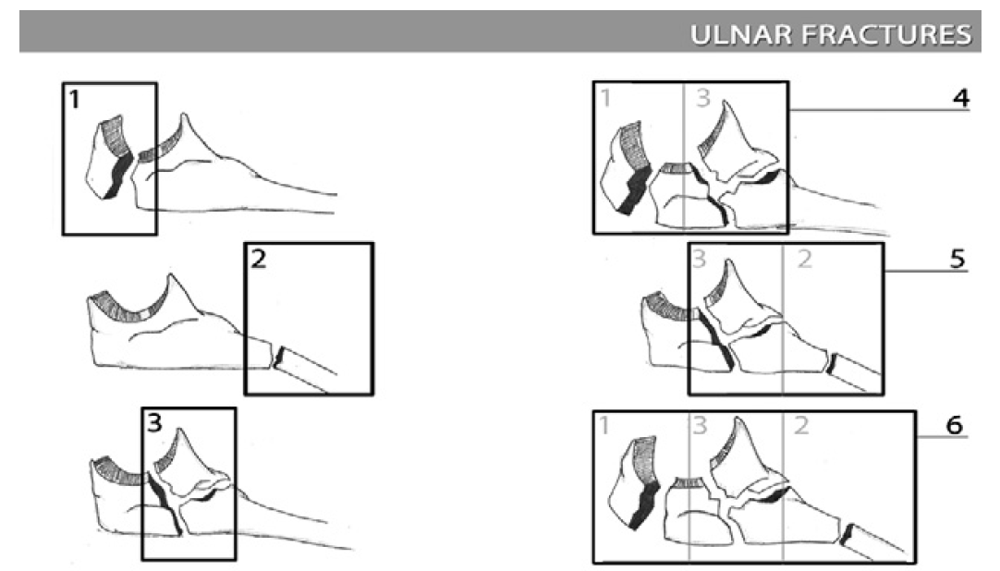 ULNAR FRACTURES
1
1 3 4
2
3 2 5
3
1 3 2 6